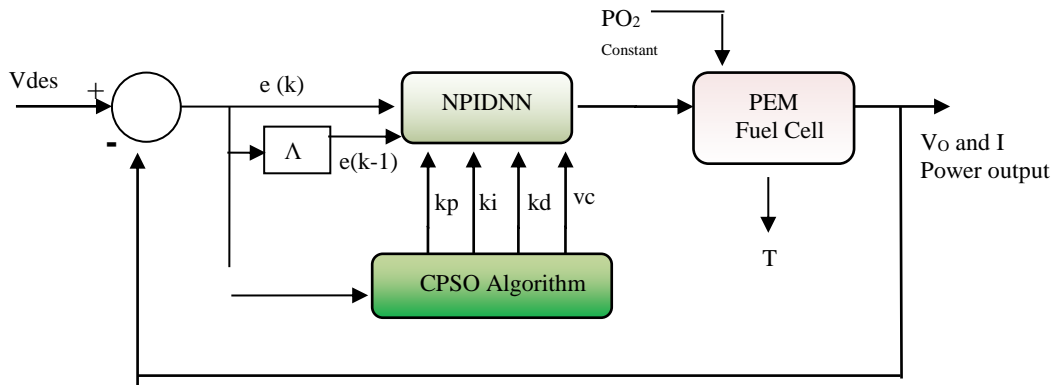 PO₂
Constant
Vdes
+
-
e (k)
NPIDNN
PEM
Fuel Cell
Λ
e(k-1)
Vo and I
Power output
kp ki kd vc
T
CPSO Algorithm